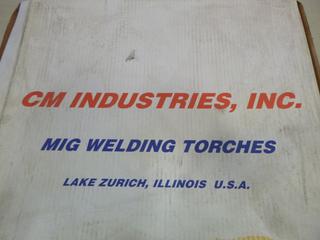 CM INDUSTRIES, INC.
MIG WELDING TORCHES
LAKE ZURICH, ILLINOIS U.S.A.